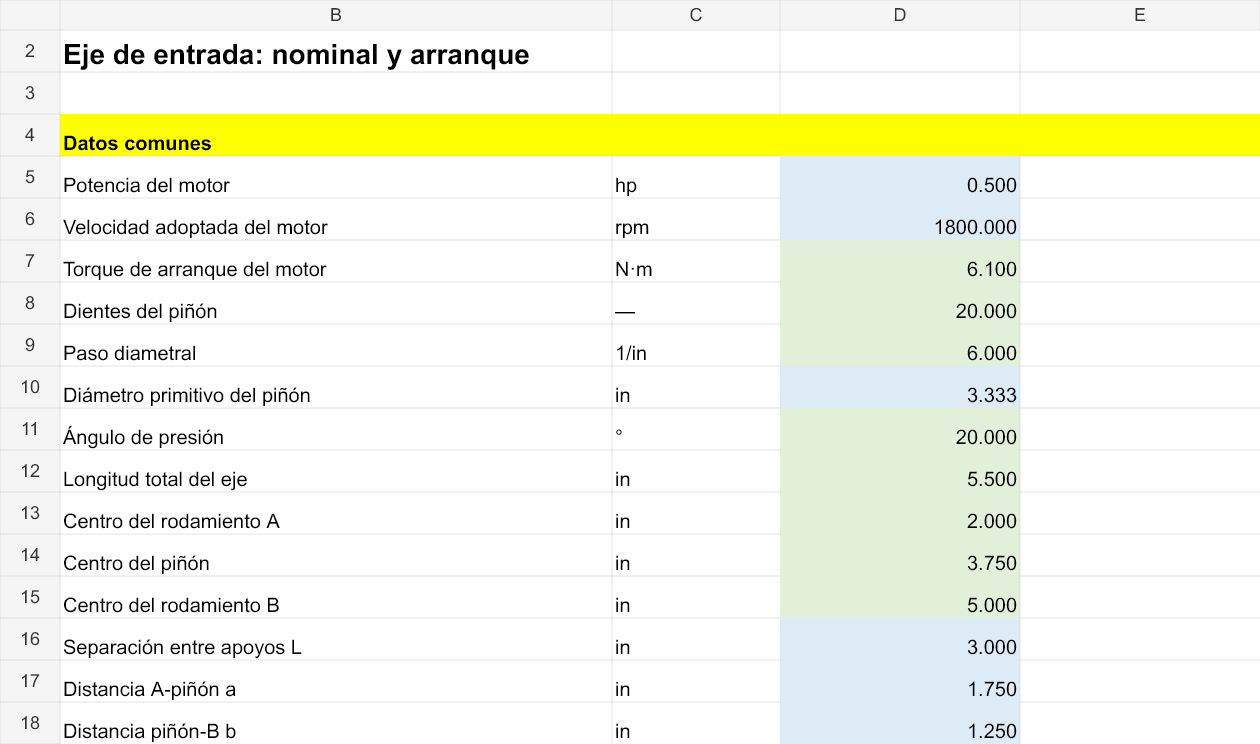 B C D E
2 Eje de entrada: nominal y arranque
3
4 Datos comunes
5 Potencia del motor hp 0.500
6 Velocidad adoptada del motor rpm 1800.000
7 Torque de arranque del motor N·m 6.100
8 Dientes del piñón — 20.000
9 Paso diametral 1/in 6.000
10 Diámetro primitivo del piñón in 3.333
11 Ángulo de presión ° 20.000
12 Longitud total del eje in 5.500
13 Centro del rodamiento A in 2.000
14 Centro del piñón in 3.750
15 Centro del rodamiento B in 5.000
16 Separación entre apoyos L in 3.000
17 Distancia A-piñón a in 1.750
18 Distancia piñón-B b in 1.250